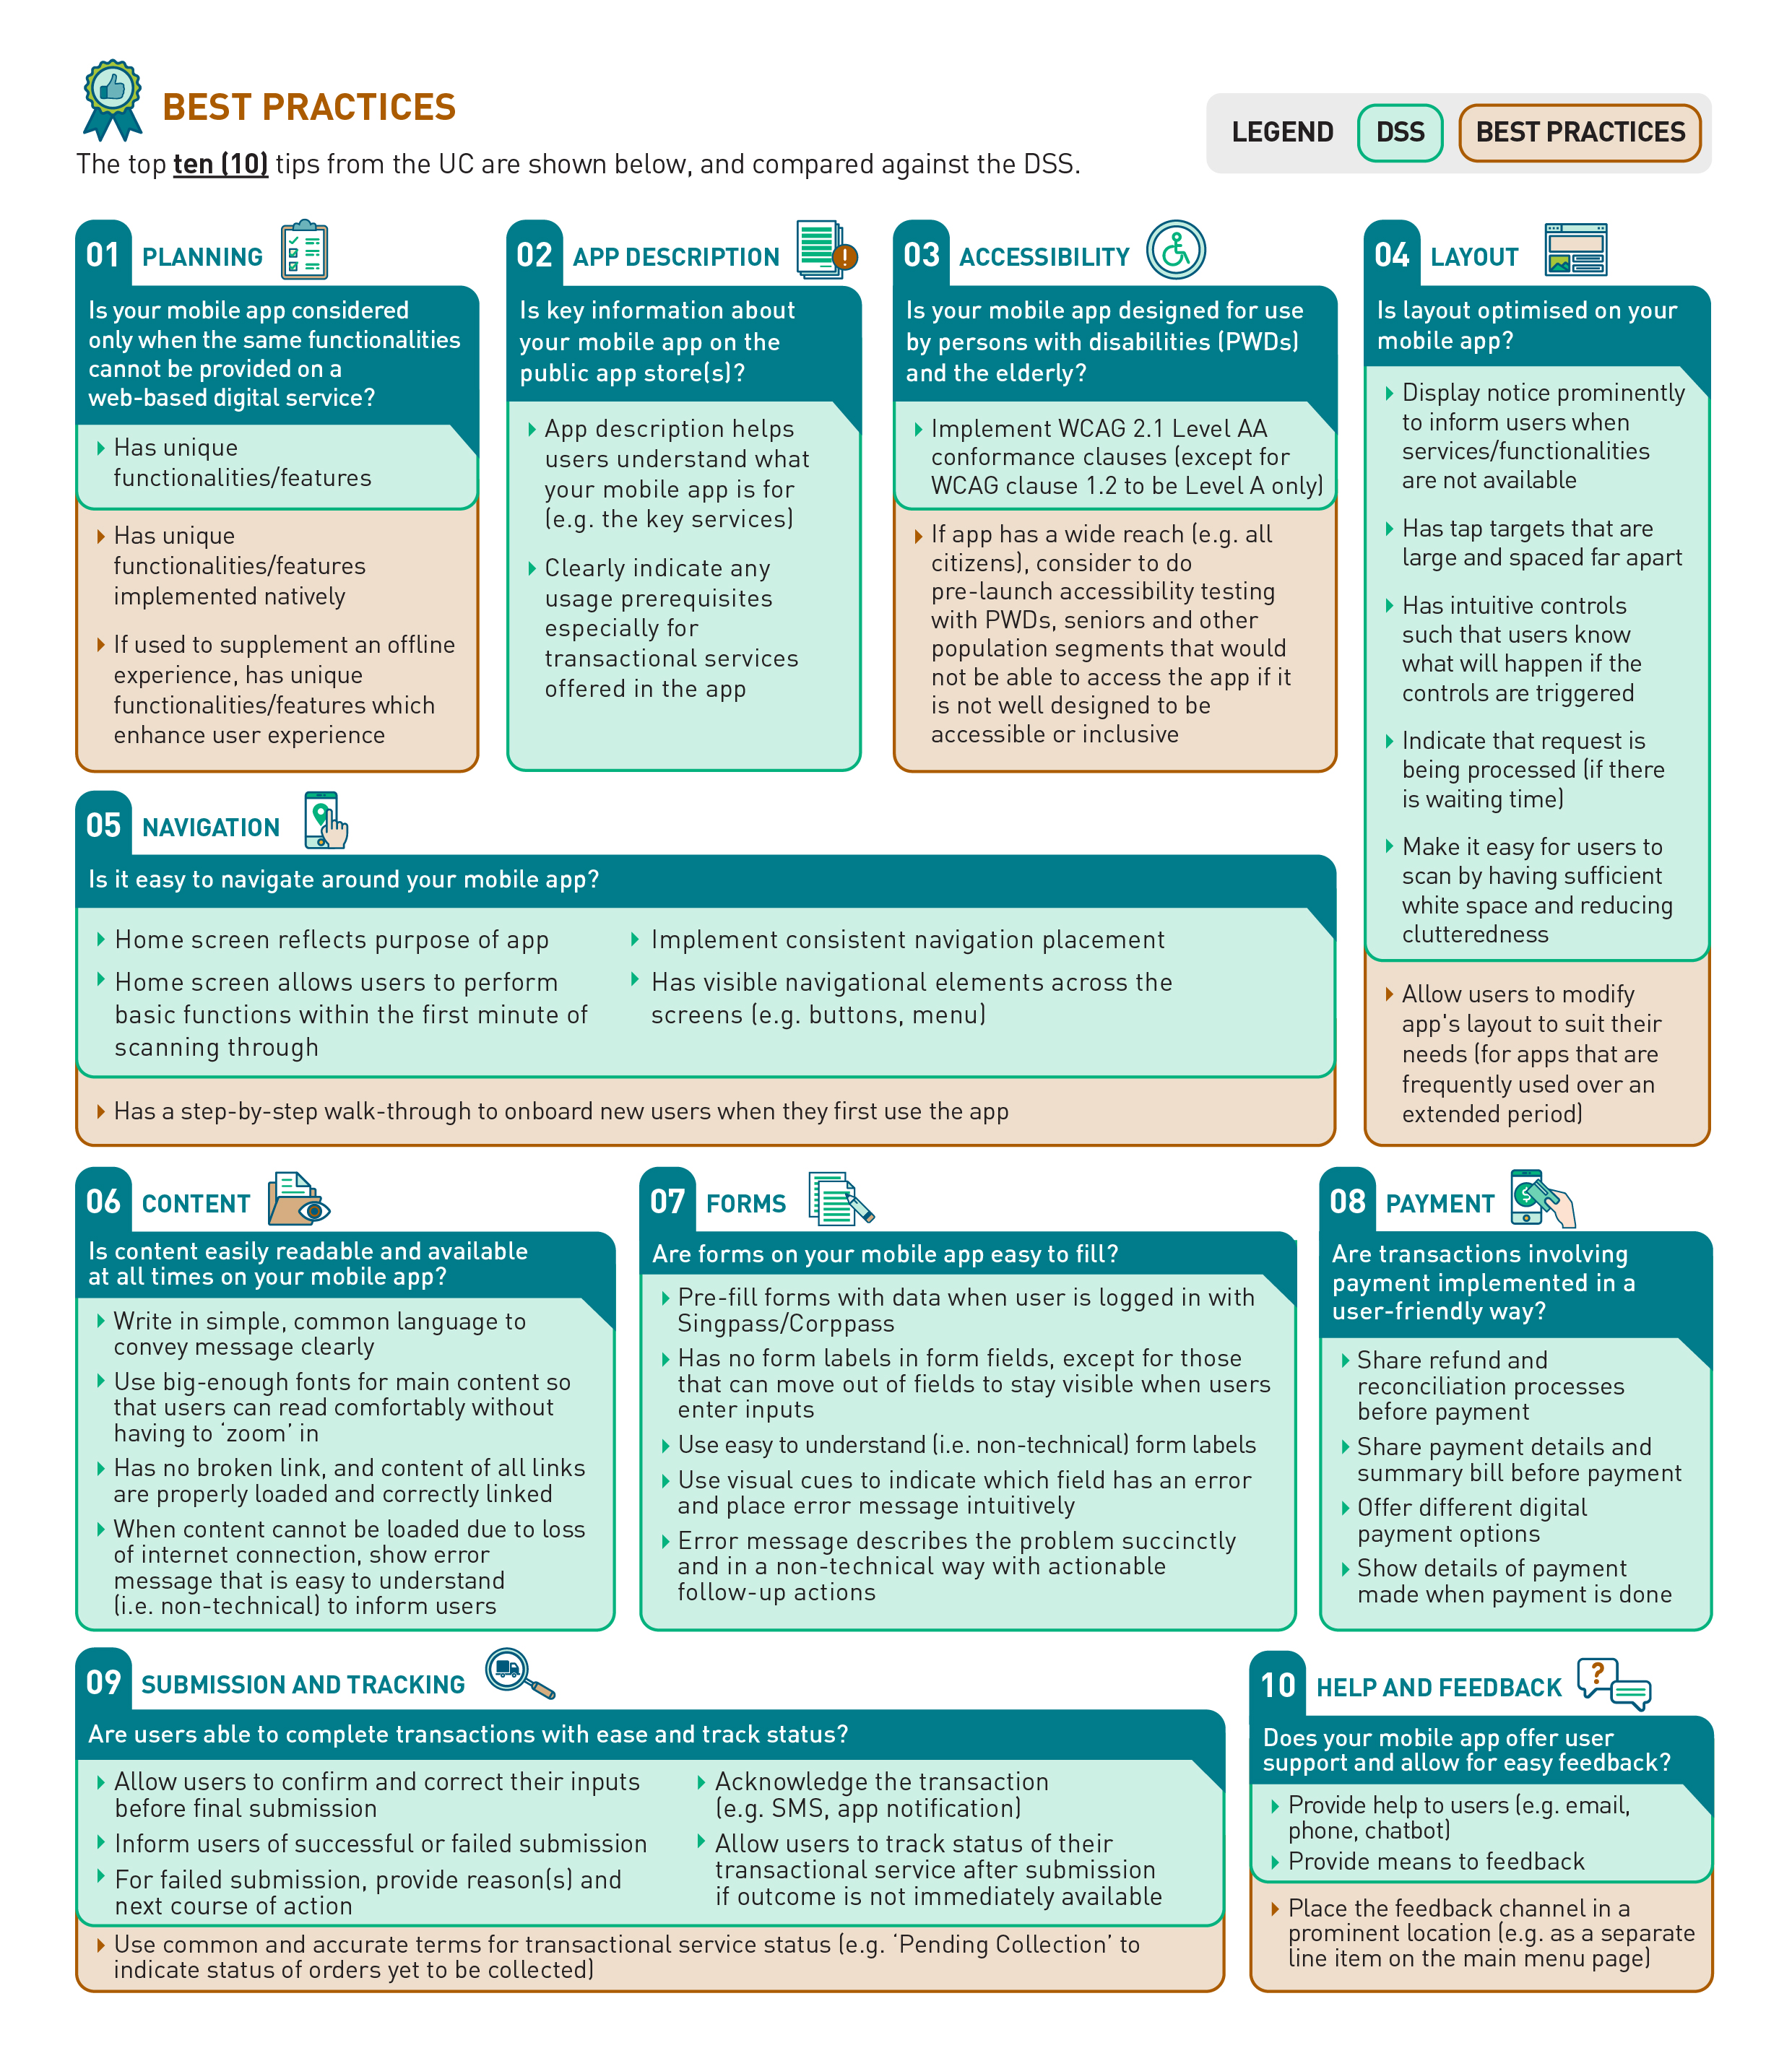 BEST PRACTICES
The top ten (10) tips from the UC are shown below, and compared against the DSS.
LEGEND DSS BEST PRACTICES
01 PLANNING
Is your mobile app considered
only when the same functionalities
cannot be provided on a
web-based digital service?
Has unique
functionalities/features
Has unique
functionalities/features
implemented natively
If used to supplement an offline
experience, has unique
functionalities/features which
enhance user experience
02 APP DESCRIPTION
Is key information about
your mobile app on the
public app store(s)?
App description helps
users understand what
your mobile app is for
(e.g. the key services)
Clearly indicate any
usage prerequisites
especially for
transactional services
offered in the app
03 ACCESSIBILITY
Is your mobile app designed for use
by persons with disabilities (PWDs)
and the elderly?
Implement WCAG 2.1 Level AA
conformance clauses (except for
WCAG clause 1.2 to be Level A only)
If app has a wide reach (e.g. all
citizens), consider to do
pre-launch accessibility testing
with PWDs, seniors and other
population segments that would
not be able to access the app if it
is not well designed to be
accessible or inclusive
04 LAYOUT
Is layout optimised on your
mobile app?
Display notice prominently
to inform users when
services/functionalities
are not available
Has tap targets that are
large and spaced far apart
Has intuitive controls
such that users know
what will happen if the
controls are triggered
Indicate that request is
being processed (if there
is waiting time)
Make it easy for users to
scan by having sufficient
white space and reducing
clutteredness
Allow users to modify
app's layout to suit their
needs (for apps that are
frequently used over an
extended period)
05 NAVIGATION
Is it easy to navigate around your mobile app?
Home screen reflects purpose of app
Home screen allows users to perform
basic functions within the first minute of
scanning through
Implement consistent navigation placement
Has visible navigational elements across the
screens (e.g. buttons, menu)
Has a step-by-step walk-through to onboard new users when they first use the app
06 CONTENT
Is content easily readable and available
at all times on your mobile app?
Write in simple, common language to
convey message clearly
Use big-enough fonts for main content so
that users can read comfortably without
having to ‘zoom’ in
Has no broken link, and content of all links
are properly loaded and correctly linked
When content cannot be loaded due to loss
of internet connection, show error
message that is easy to understand
(i.e. non-technical) to inform users
07 FORMS
Are forms on your mobile app easy to fill?
Pre-fill forms with data when user is logged in with
Singpass/Corppass
Has no form labels in form fields, except for those
that can move out of fields to stay visible when users
enter inputs
Use easy to understand (i.e. non-technical) form labels
Use visual cues to indicate which field has an error
and place error message intuitively
Error message describes the problem succinctly
and in a non-technical way with actionable
follow-up actions
08 PAYMENT
Are transactions involving
payment implemented in a
user-friendly way?
Share refund and
reconciliation processes
before payment
Share payment details and
summary bill before payment
Offer different digital
payment options
Show details of payment
made when payment is done
09 SUBMISSION AND TRACKING
Are users able to complete transactions with ease and track status?
Allow users to confirm and correct their inputs
before final submission
Inform users of successful or failed submission
For failed submission, provide reason(s) and
next course of action
Acknowledge the transaction
(e.g. SMS, app notification)
Allow users to track status of their
transactional service after submission
if outcome is not immediately available
Use common and accurate terms for transactional service status (e.g. ‘Pending Collection’ to
indicate status of orders yet to be collected)
10 HELP AND FEEDBACK
Does your mobile app offer user
support and allow for easy feedback?
Provide help to users (e.g. email,
phone, chatbot)
Provide means to feedback
Place the feedback channel in a
prominent location (e.g. as a separate
line item on the main menu page)